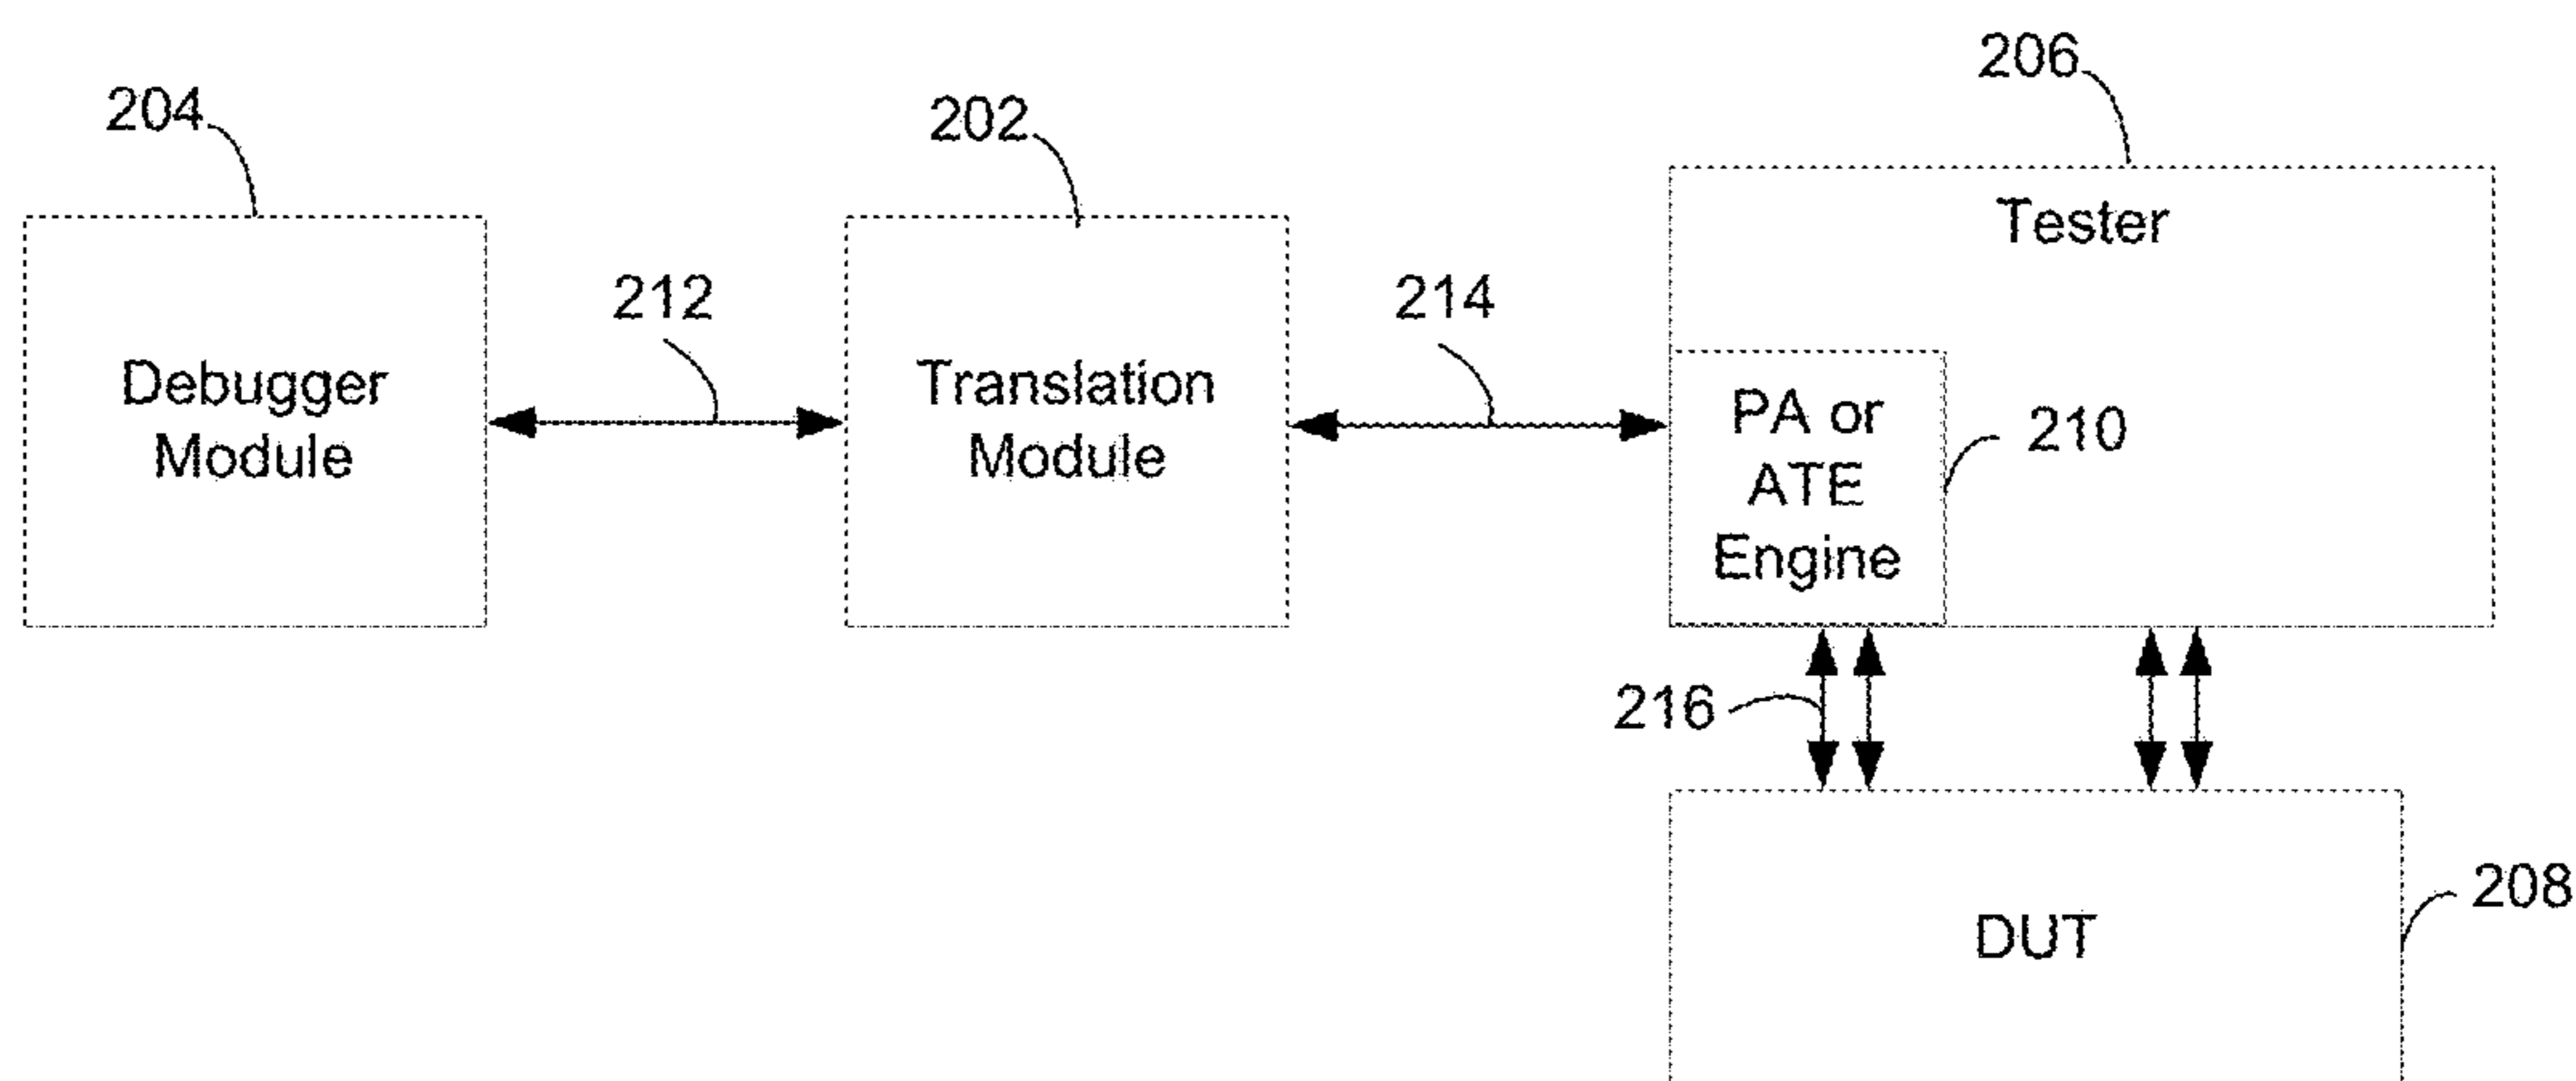 206
204
202
Tester
212
214
Debugger
Module
Translation
Module
PA or
ATE
Engine
210
216
208
DUT